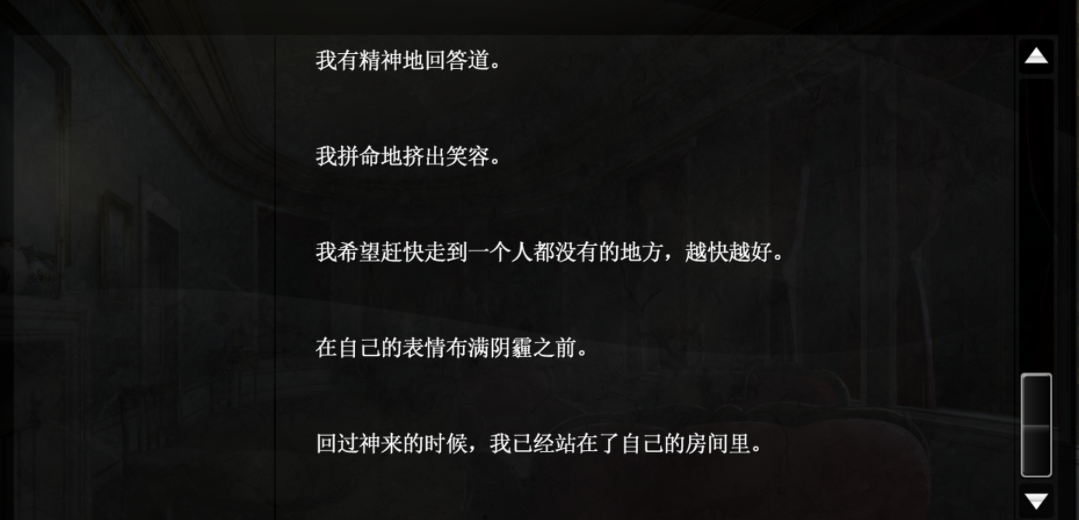 我有精神地回答道。
我拼命地挤出笑容。
我希望赶快走到一个人都没有的地方，越快越好。
在自己的表情布满阴霾之前。
回过神来的时候，我已经站在了自己的房间里。